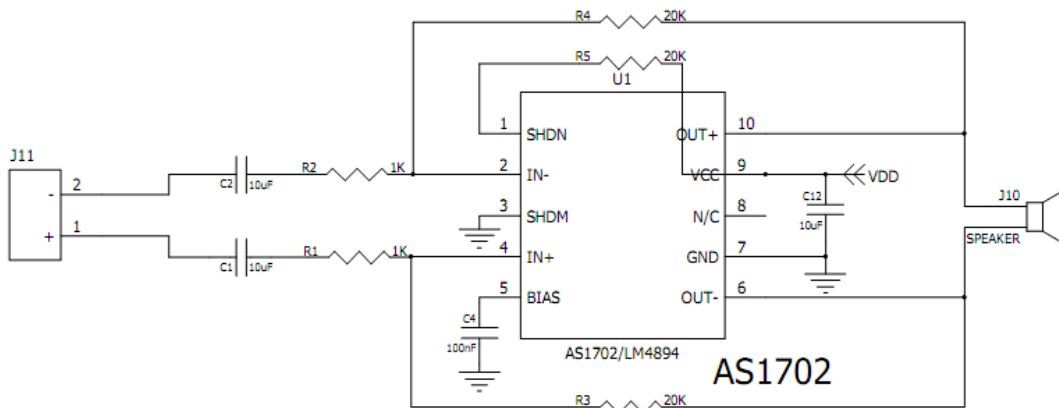 R4 20K
R5 20K
U1
J11
1 SHDN OUT+ 10
2 R2 1K 2 IN- VCC 9
- C2 10uF VDD
C12 J10
3 SHDM N/C 8 10uF
1 SPEAKER
+ R1 1K 4 IN+ GND 7
C1 10uF
5 BIAS OUT- 6
C4
100nF
AS1702/LM4894
AS1702
R3 20K